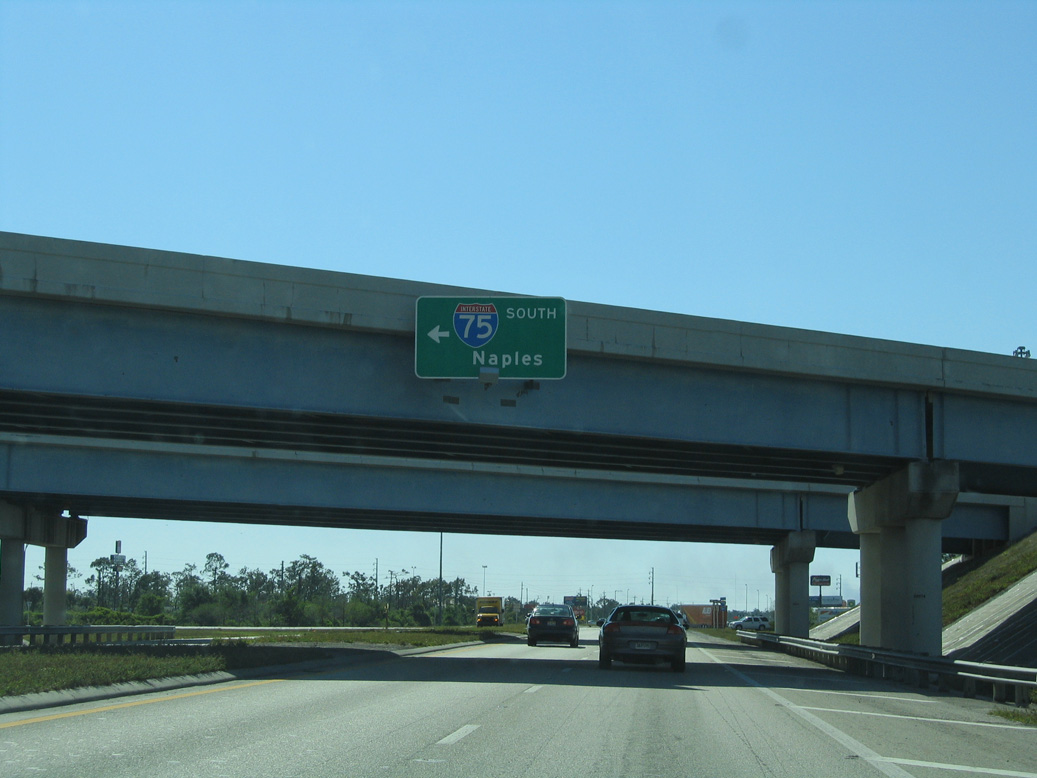 INTERSTATE
75
SOUTH
Naples